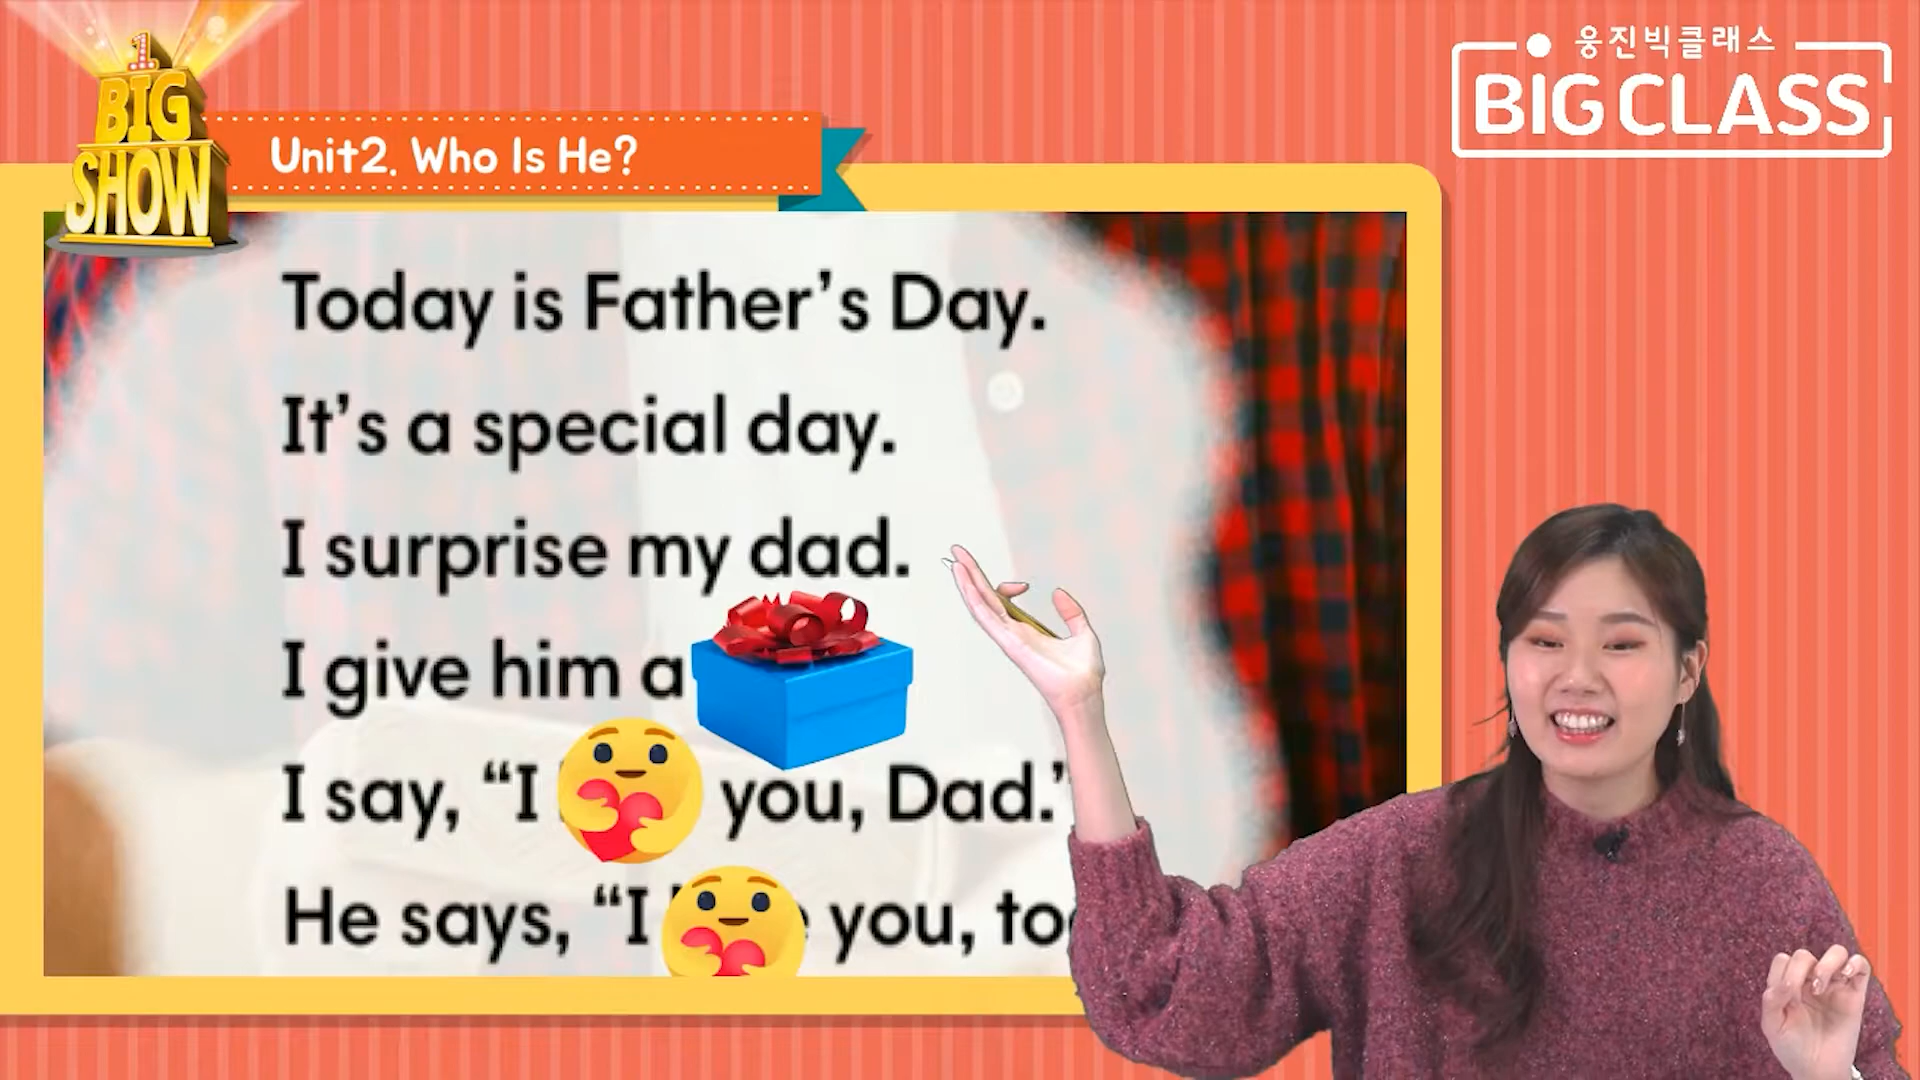 1
BIG
SHOW
웅진빅클래스
BIG CLASS
Unit2. Who Is He?
Today is Father's Day.
It's a special day.
I surprise my dad.
I give him a
I say, “I you, Dad.”
He says, “I you,